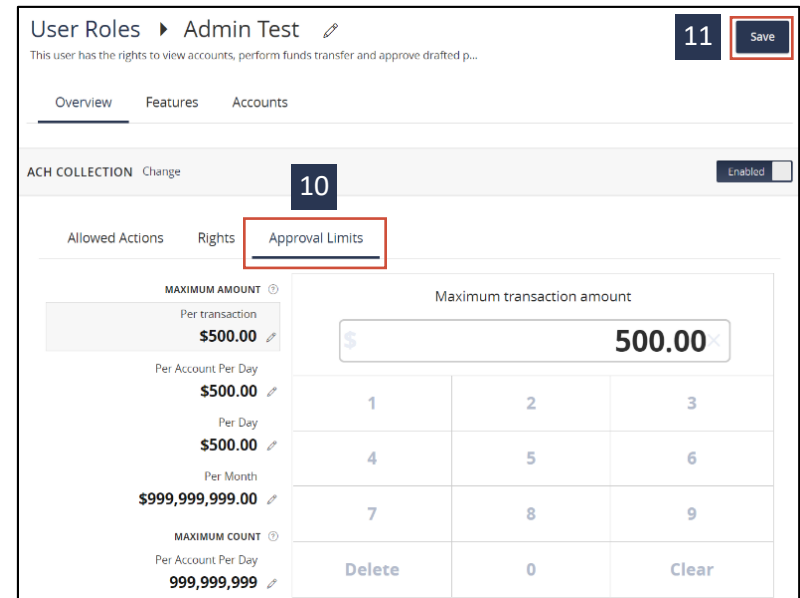 User Roles ▸ Admin Test
11
Save
This user has the rights to view accounts, perform funds transfer and approve drafted p...
Overview Features Accounts
ACH COLLECTION Change
Enabled
10
Allowed Actions Rights Approval Limits
MAXIMUM AMOUNT ?
Per transaction
$500.00
Per Account Per Day
$500.00
Per Day
$500.00
Per Month
$999,999,999.00
MAXIMUM COUNT ?
Per Account Per Day
999,999,999
Maximum transaction amount
$ 500.00 ×
1 2 3
4 5 6
7 8 9
Delete 0 Clear